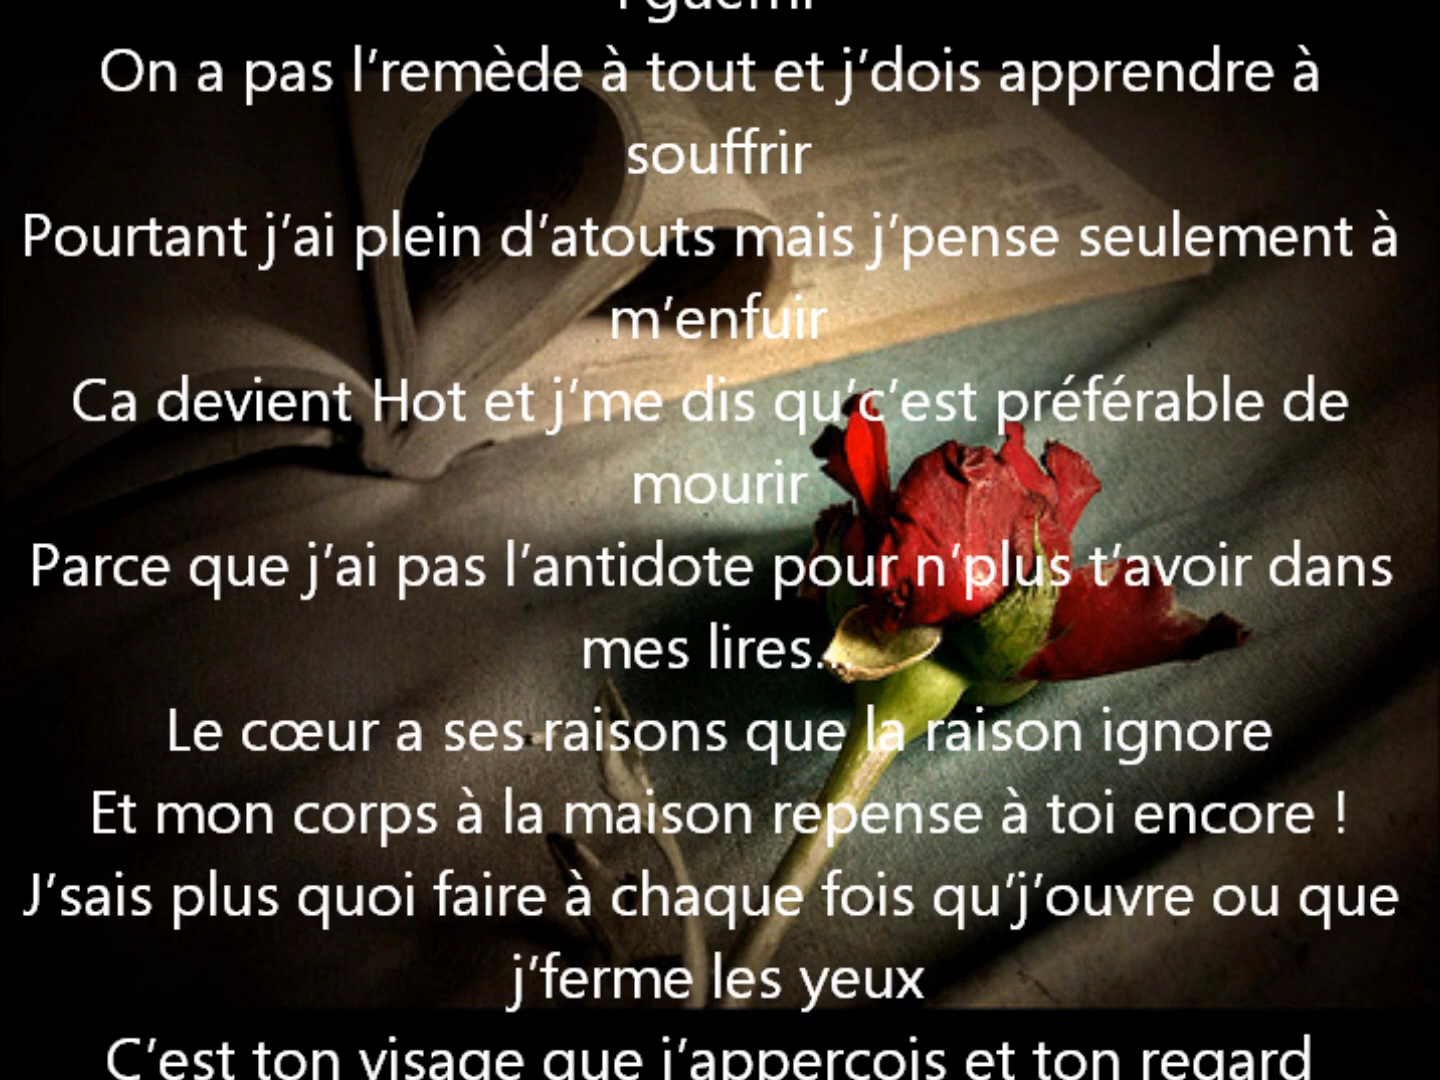 l'guérir
On a pas l'remède à tout et j'dois apprendre à
souffrir
Pourtant j'ai plein d'atouts mais j'pense seulement à
m'enfuir
Ca devient Hot et j'me dis qu'c'est préférable de
mourir
Parce que j'ai pas l'antidote pour n'plus t'avoir dans
mes lires...
Le cœur a ses raisons que la raison ignore
Et mon corps à la maison repense à toi encore !
J'sais plus quoi faire à chaque fois qu'j'ouvre ou que
j'ferme les yeux
C'est ton visage que j'apperçois et ton regard